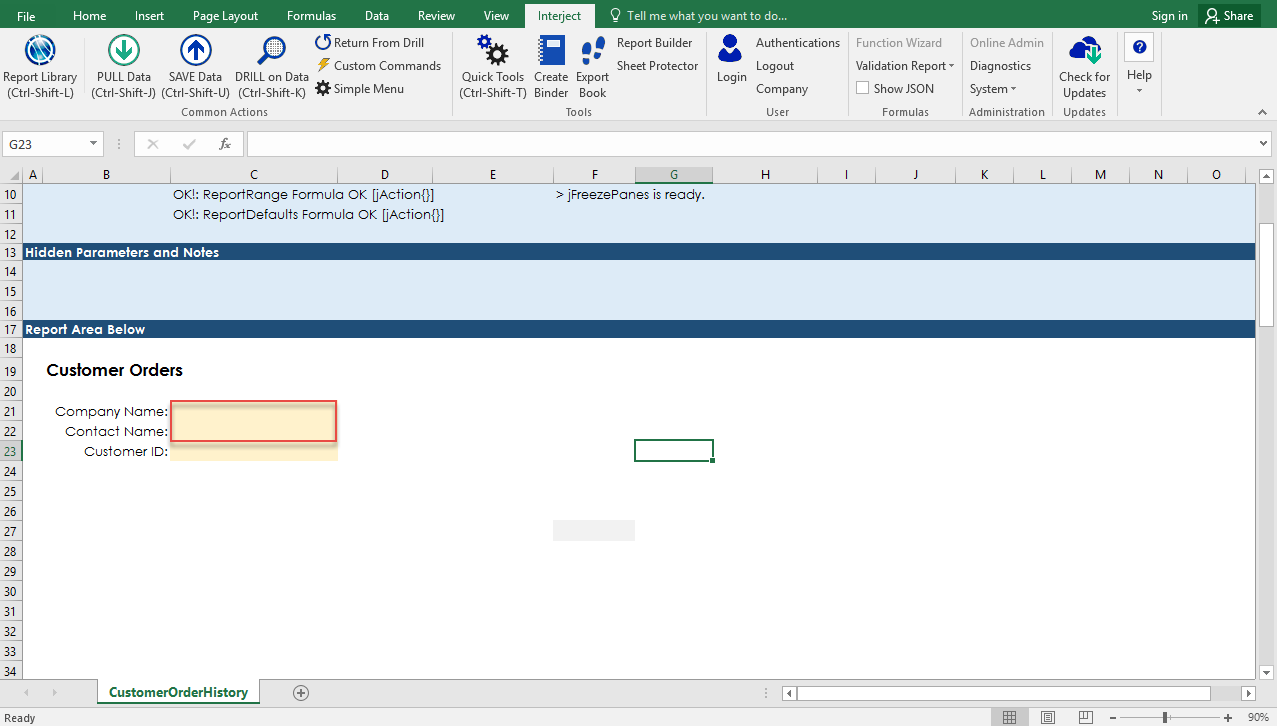 File Home Insert Page Layout Formulas Data Review View Interject Tell me what you want to do... Sign in Share
Report Library (Ctrl-Shift-L)
PULL Data (Ctrl-Shift-J)
SAVE Data (Ctrl-Shift-U)
DRILL on Data (Ctrl-Shift-K)
Return From Drill
Custom Commands
Simple Menu
Common Actions
Quick Tools (Ctrl-Shift-T)
Create Binder
Export Book
Report Builder
Sheet Protector
Tools
Login
Authentications
Logout
Company
User
Function Wizard
Validation Report
Show JSON
Formulas
Online Admin
Diagnostics
System
Administration
Check for Updates
Updates
? Help
G23 fx
A B C D E F G H I J K L M N O
10 OK!: ReportRange Formula OK [jAction{}] > jFreezePanes is ready.
11 OK!: ReportDefaults Formula OK [jAction{}]
12
13 Hidden Parameters and Notes
14
15
16
17 Report Area Below
18
19 Customer Orders
20
21 Company Name:
22 Contact Name:
23 Customer ID:
24
25
26
27
28
29
30
31
32
33
34
CustomerOrderHistory
Ready 90%